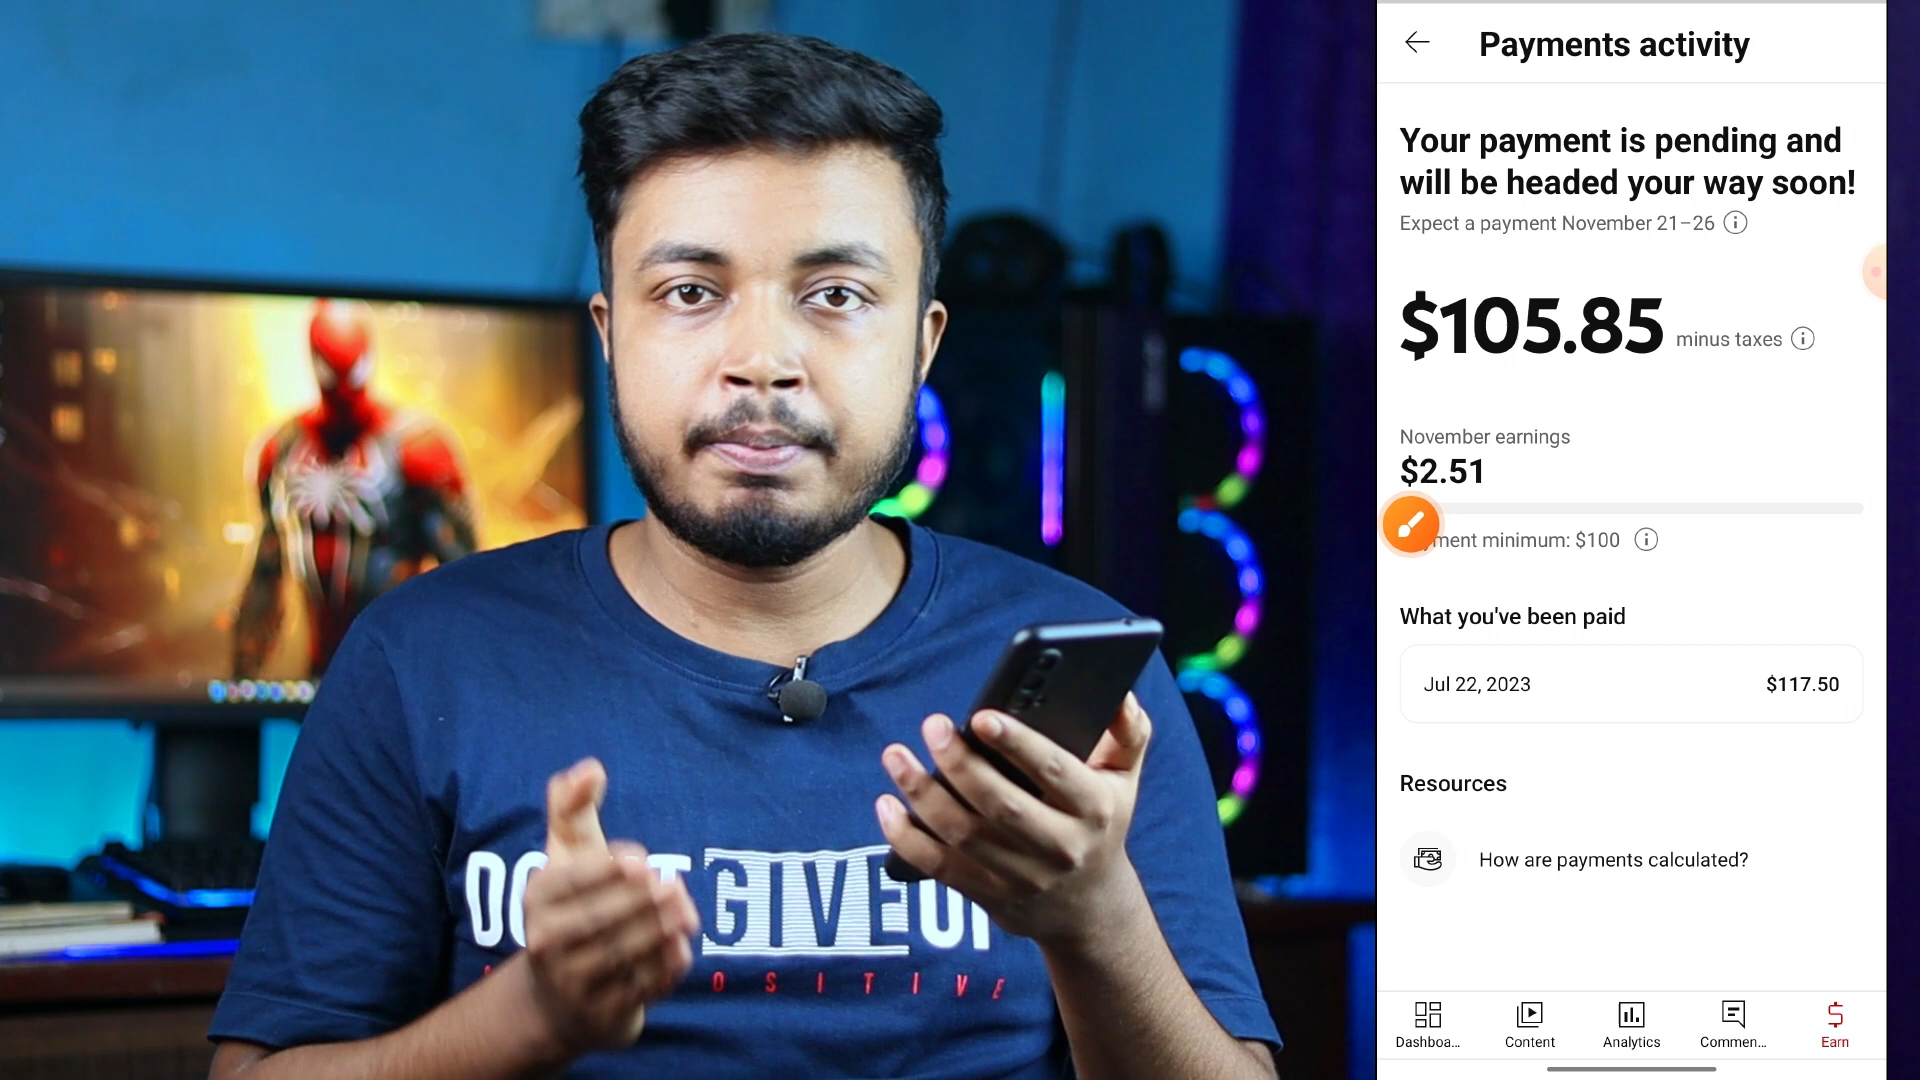 Payments activity
Your payment is pending and
will be headed your way soon!
Expect a payment November 21–26
$105.85 minus taxes
November earnings
$2.51
ment minimum: $100
What you've been paid
Jul 22, 2023 $117.50
Resources
How are payments calculated?
Dashboa... Content Analytics Commen... Earn
GIVE
OSITIVE